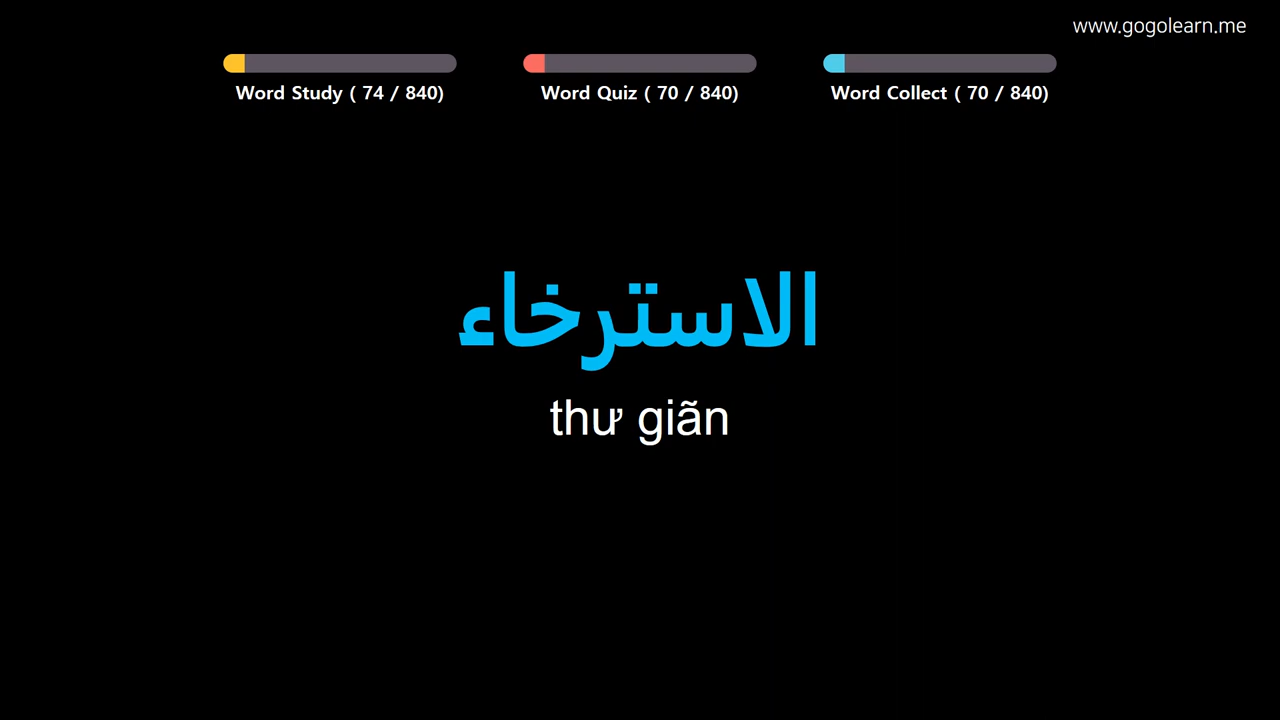 www.gogolearn.me
Word Study ( 74 / 840)
Word Quiz ( 70 / 840)
Word Collect ( 70 / 840)
الاسترخاء
thư giãn